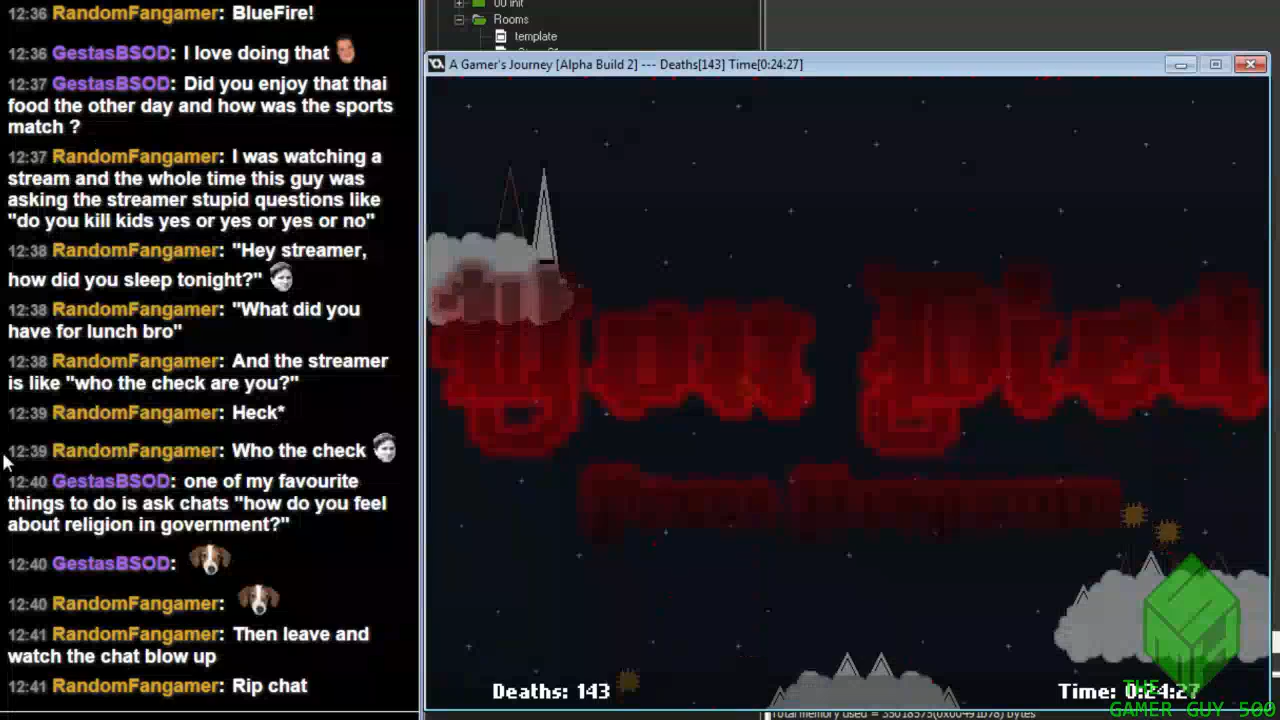 12:36 RandomFangamer: BlueFire!
12:36 GestasBSOD: I love doing that
12:37 GestasBSOD: Did you enjoy that thai
food the other day and how was the sports
match ?
12:37 RandomFangamer: I was watching a
stream and the whole time this guy was
asking the streamer stupid questions like
"do you kill kids yes or yes or yes or no"
12:38 RandomFangamer: "Hey streamer,
how did you sleep tonight?"
12:38 RandomFangamer: "What did you
have for lunch bro"
12:38 RandomFangamer: And the streamer
is like "who the check are you?"
12:39 RandomFangamer: Heck*
12:39 RandomFangamer: Who the check
12:40 GestasBSOD: one of my favourite
things to do is ask chats "how do you feel
about religion in government?"
12:40 GestasBSOD:
12:40 RandomFangamer:
12:41 RandomFangamer: Then leave and
watch the chat blow up
12:41 RandomFangamer: Rip chat
00 init
Rooms
template
A Gamer's Journey [Alpha Build 2] --- Deaths[143] Time[0:24:27]
You Died
Deaths: 143
Time: 0:24:27
THE
GAMER GUY 500
Total memory used = 35018575(0x00491b78) bytes